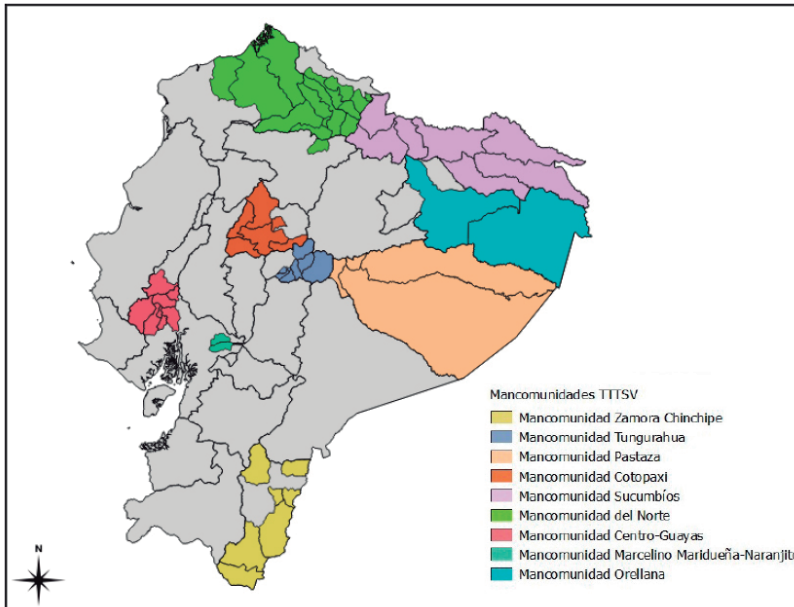 Mancomunidades TTTSV
Mancomunidad Zamora Chinchipe
Mancomunidad Tungurahua
Mancomunidad Pastaza
Mancomunidad Cotopaxi
Mancomunidad Sucumbíos
Mancomunidad del Norte
Mancomunidad Centro-Guayas
Mancomunidad Marcelino Maridueña-Naranjito
Mancomunidad Orellana
N